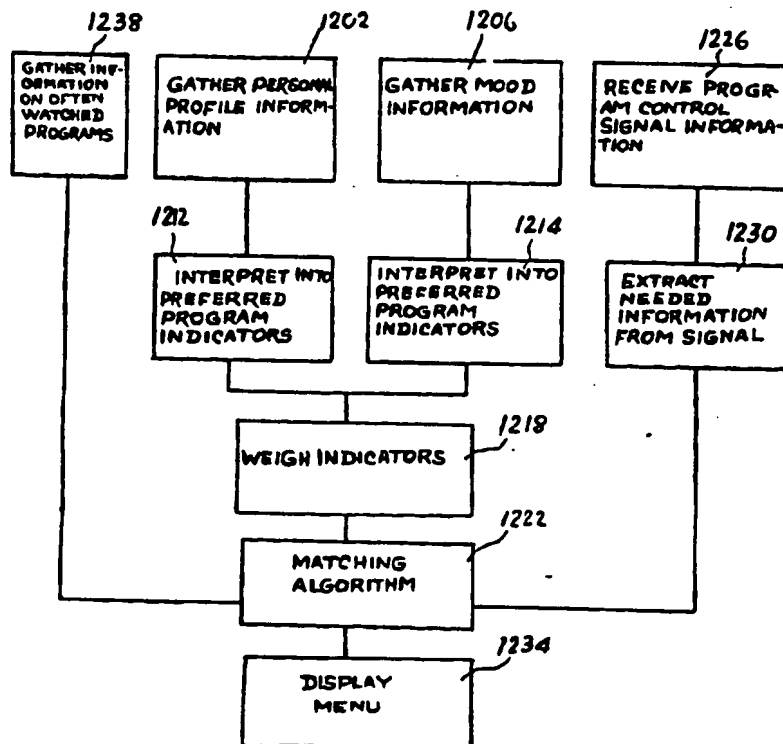 1238
1202
1206
1226
GATHER INF-
ORMATION
ON OFTEN
WATCHED
PROGRAMS
GATHER PERSONAL
PROFILE INFORM-
ATION
GATHER MOOD
INFORMATION
RECEIVE PROGR-
AM CONTROL
SIGNAL INFORMA-
TION
1212
1214
1230
INTERPRET INTO
PREFERRED
PROGRAM
INDICATORS
INTERPRET INTO
PREFERRED
PROGRAM
INDICATORS
EXTRACT
NEEDED
INFORMATION
FROM SIGNAL
1218
WEIGH INDICATORS
1222
MATCHING
ALGORITHM
1234
DISPLAY
MENU